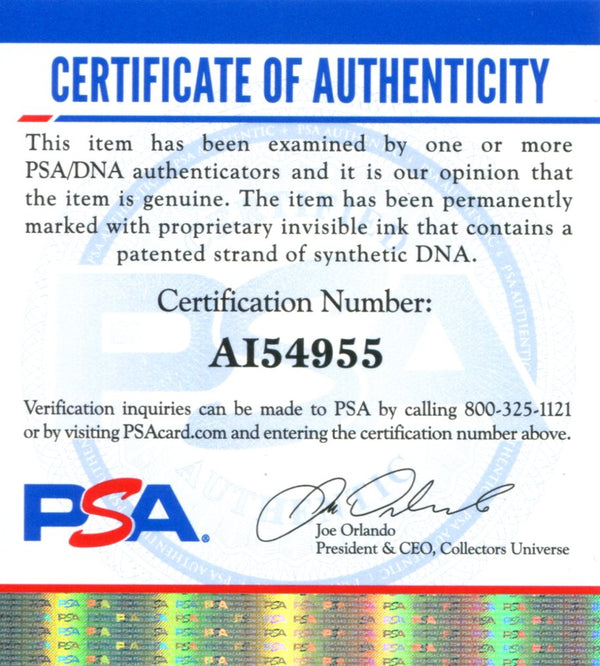 CERTIFICATE OF AUTHENTICITY
This item has been examined by one or more
PSA/DNA authenticators and it is our opinion that
the item is genuine. The item has been permanently
marked with proprietary invisible ink that contains a
patented strand of synthetic DNA.
Certification Number:
AI54955
Verification inquiries can be made to PSA by calling 800-325-1121
or by visiting PSAcard.com and entering the certification number above.
PSA.
Joe Orlando
President & CEO, Collectors Universe